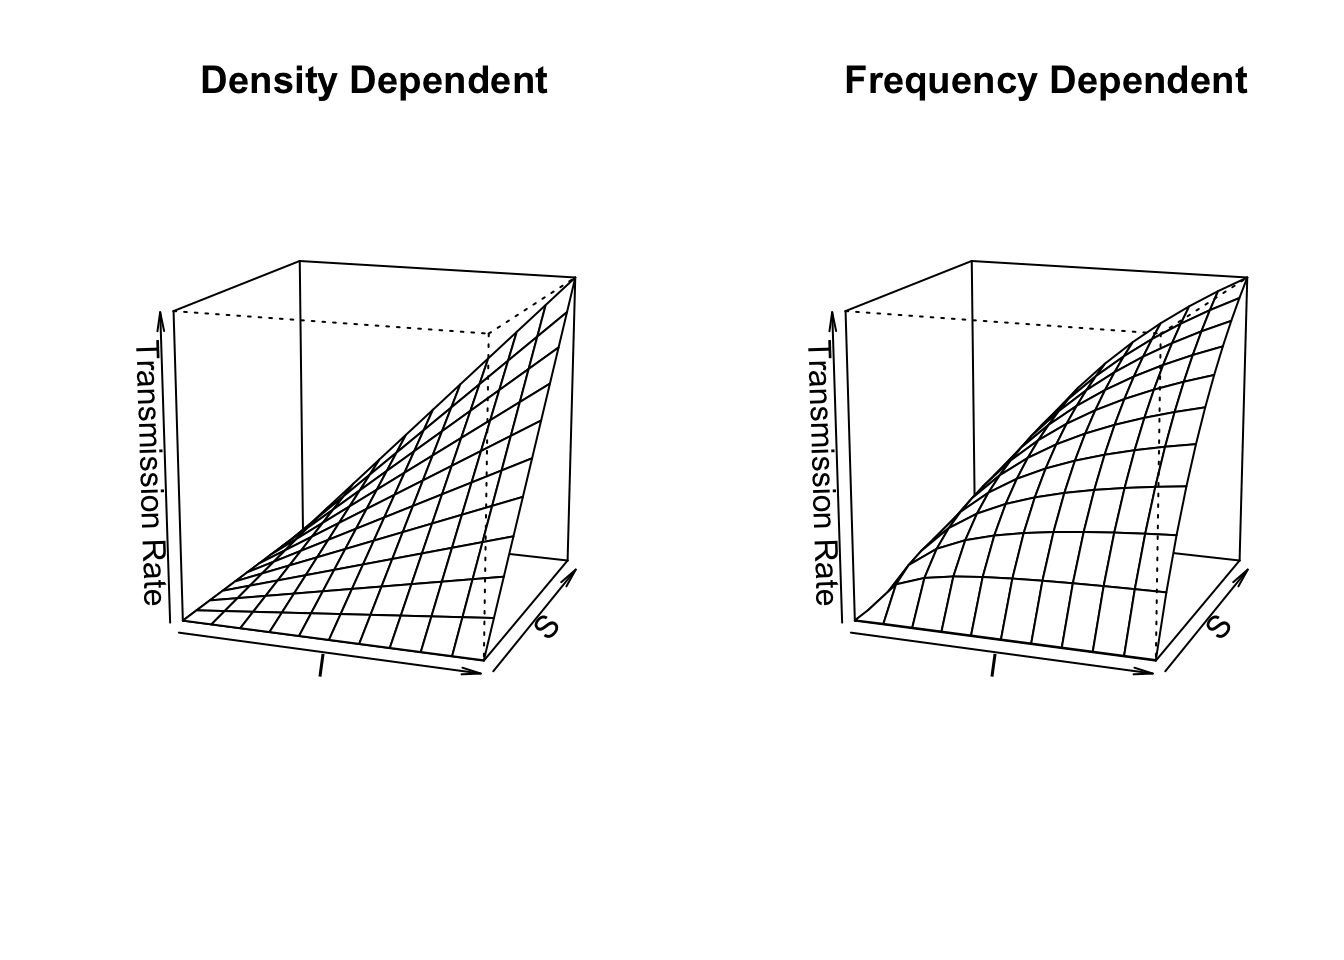 Density Dependent
Transmission Rate
I
S
Frequency Dependent
Transmission Rate
I
S